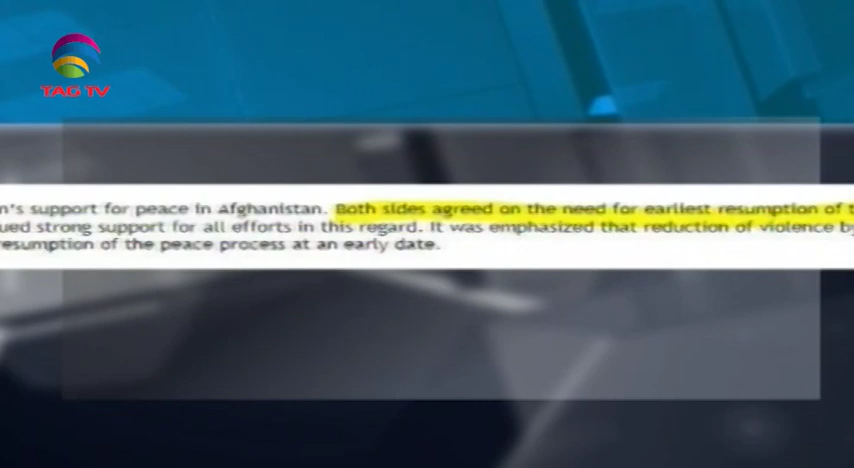 TAG TV
n's support for peace in Afghanistan. Both sides agreed on the need for earliest resumption of t
ued strong support for all efforts in this regard. It was emphasized that reduction of violence by
resumption of the peace process at an early date.